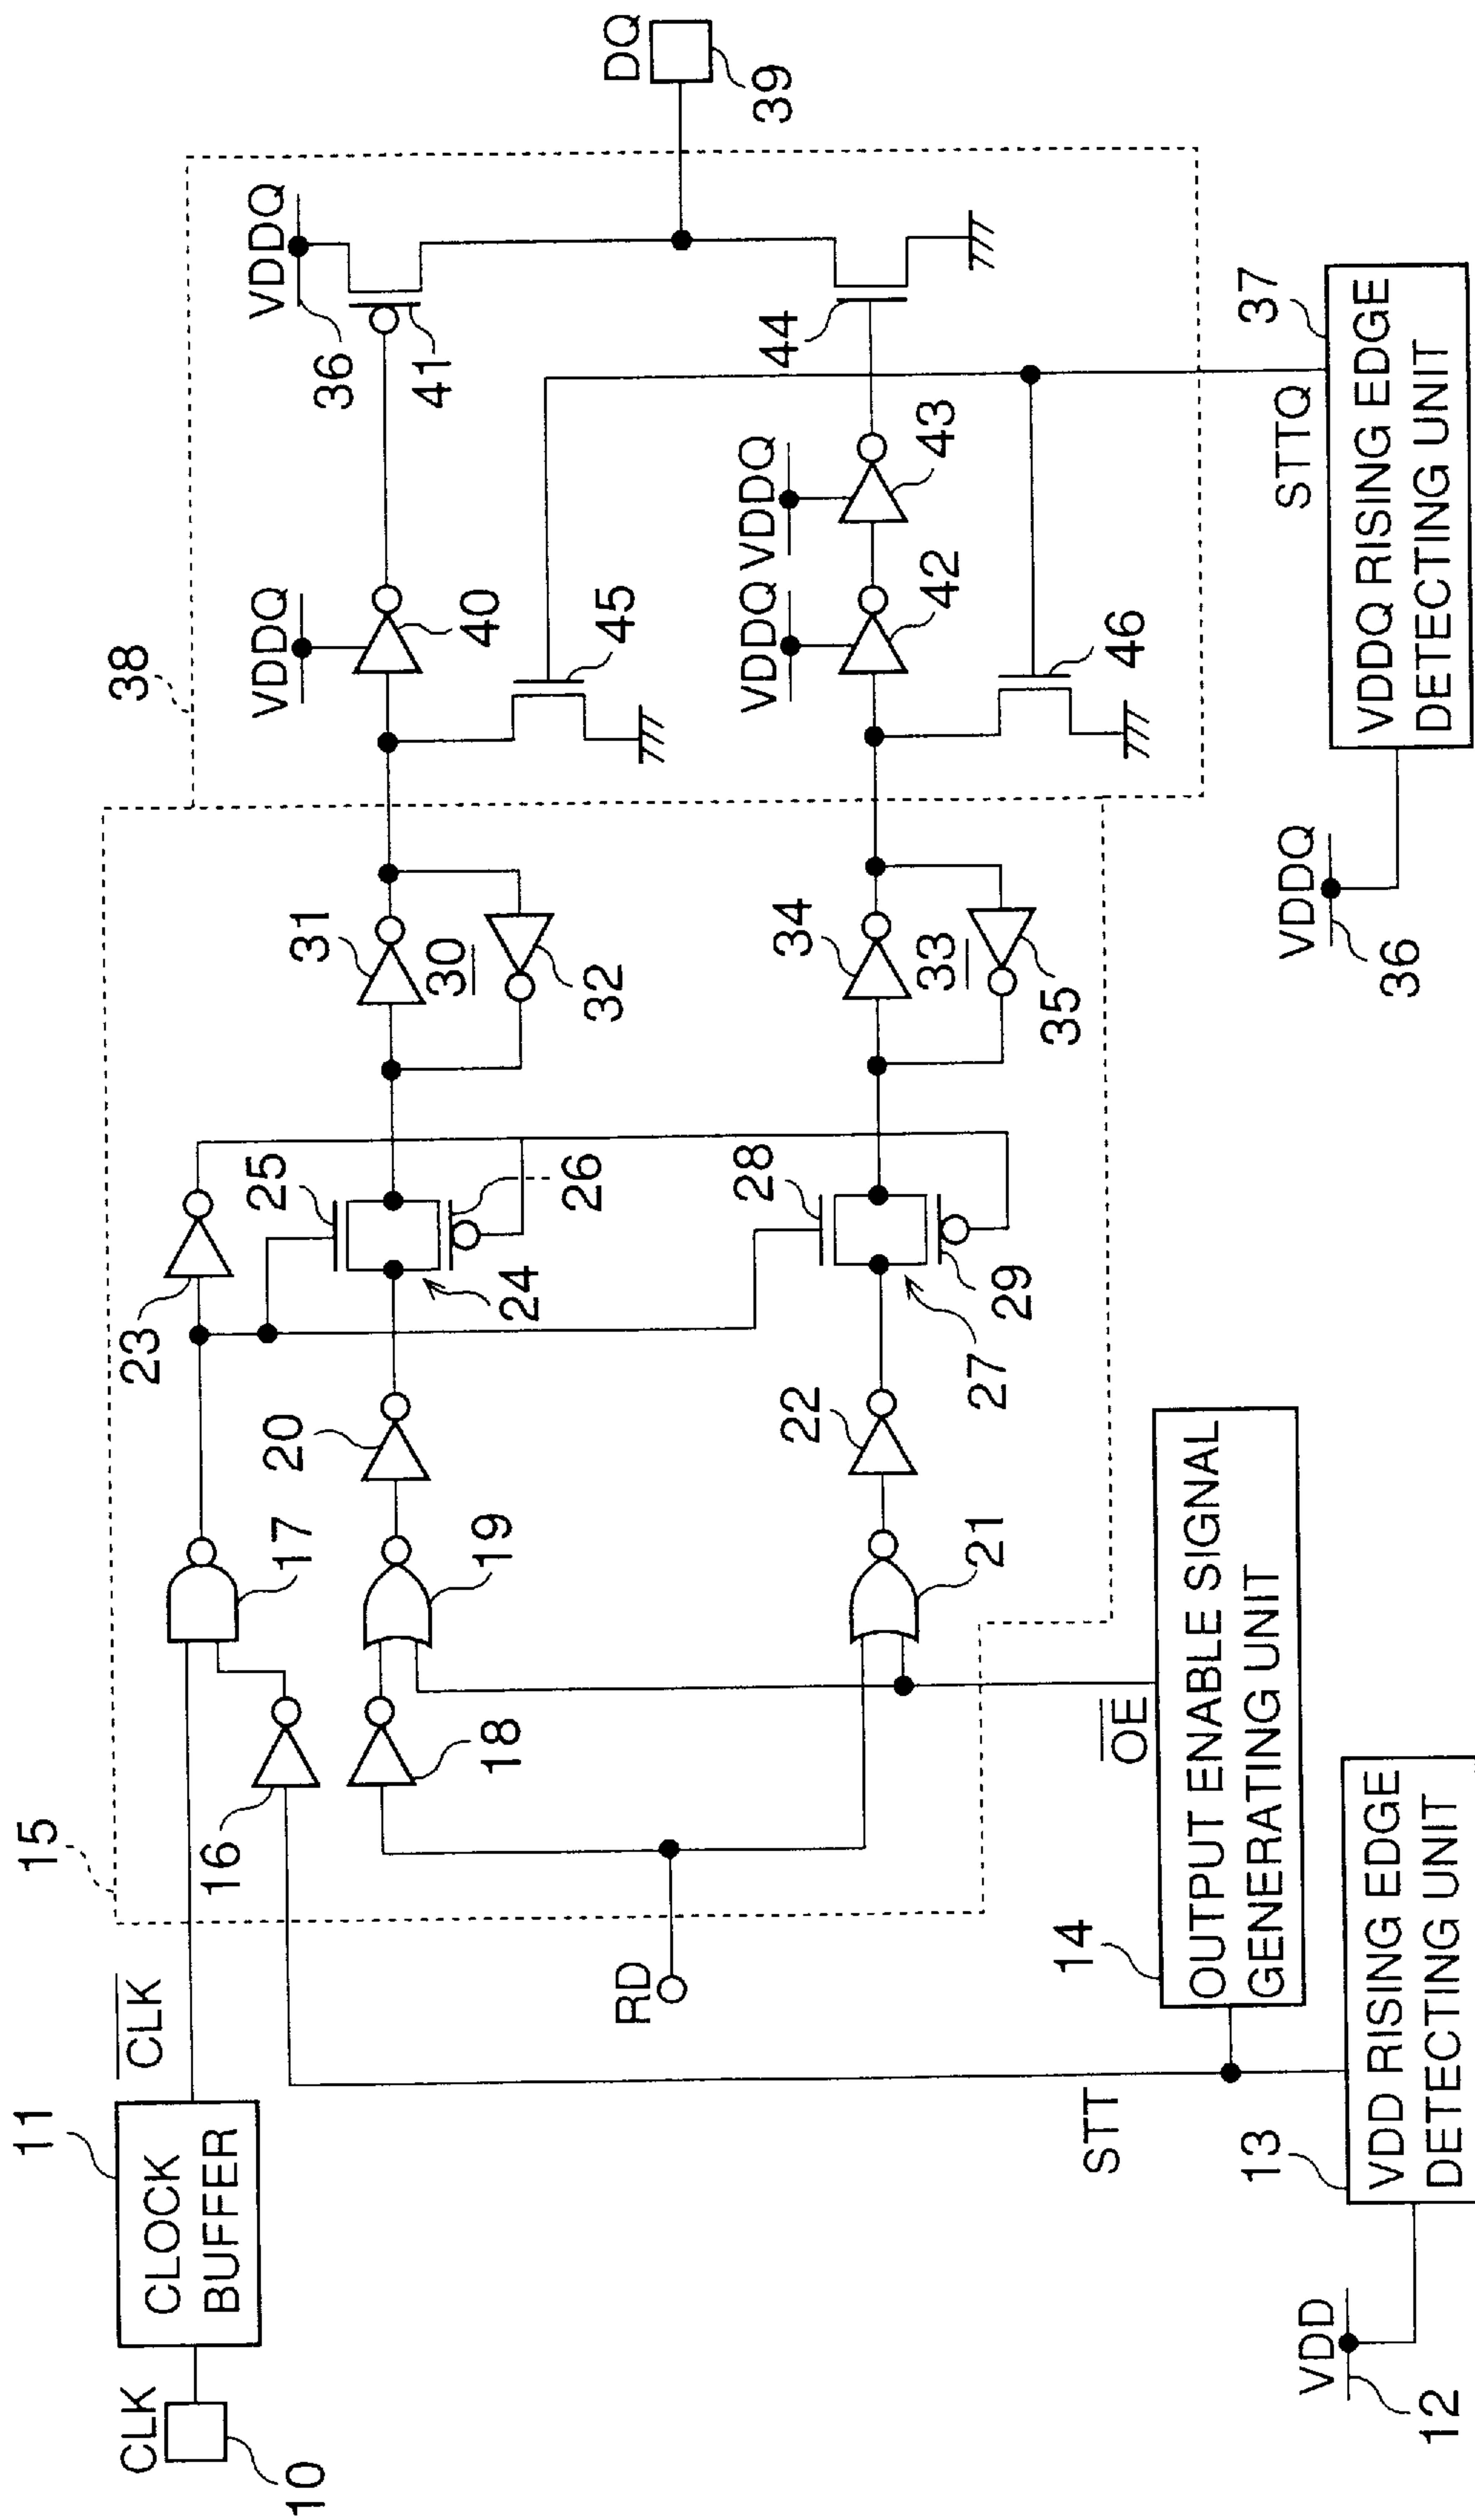 CLK
10
11
CLOCK
BUFFER
CLK
15
16
17
23
18
19
20
25
24
26
31
30
32
RD
21
22
28
27
29
34
33
35
38
VDDQ
40
45
VDDQ
36
41
VDDQ
42
VDDQ
43
44
46
DQ
39
STT
OE
14
OUTPUT ENABLE SIGNAL
GENERATING UNIT
VDD
12
13
VDD RISING EDGE
DETECTING UNIT
VDDQ
36
STTQ
37
VDDQ RISING EDGE
DETECTING UNIT